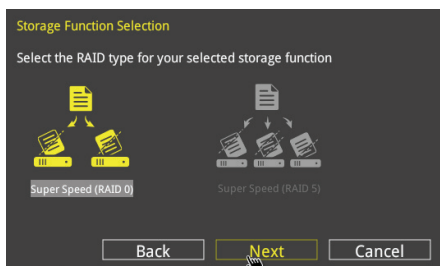 Storage Function Selection
Select the RAID type for your selected storage function
Super Speed (RAID 0)
Super Speed (RAID 5)
Back
Next
Cancel